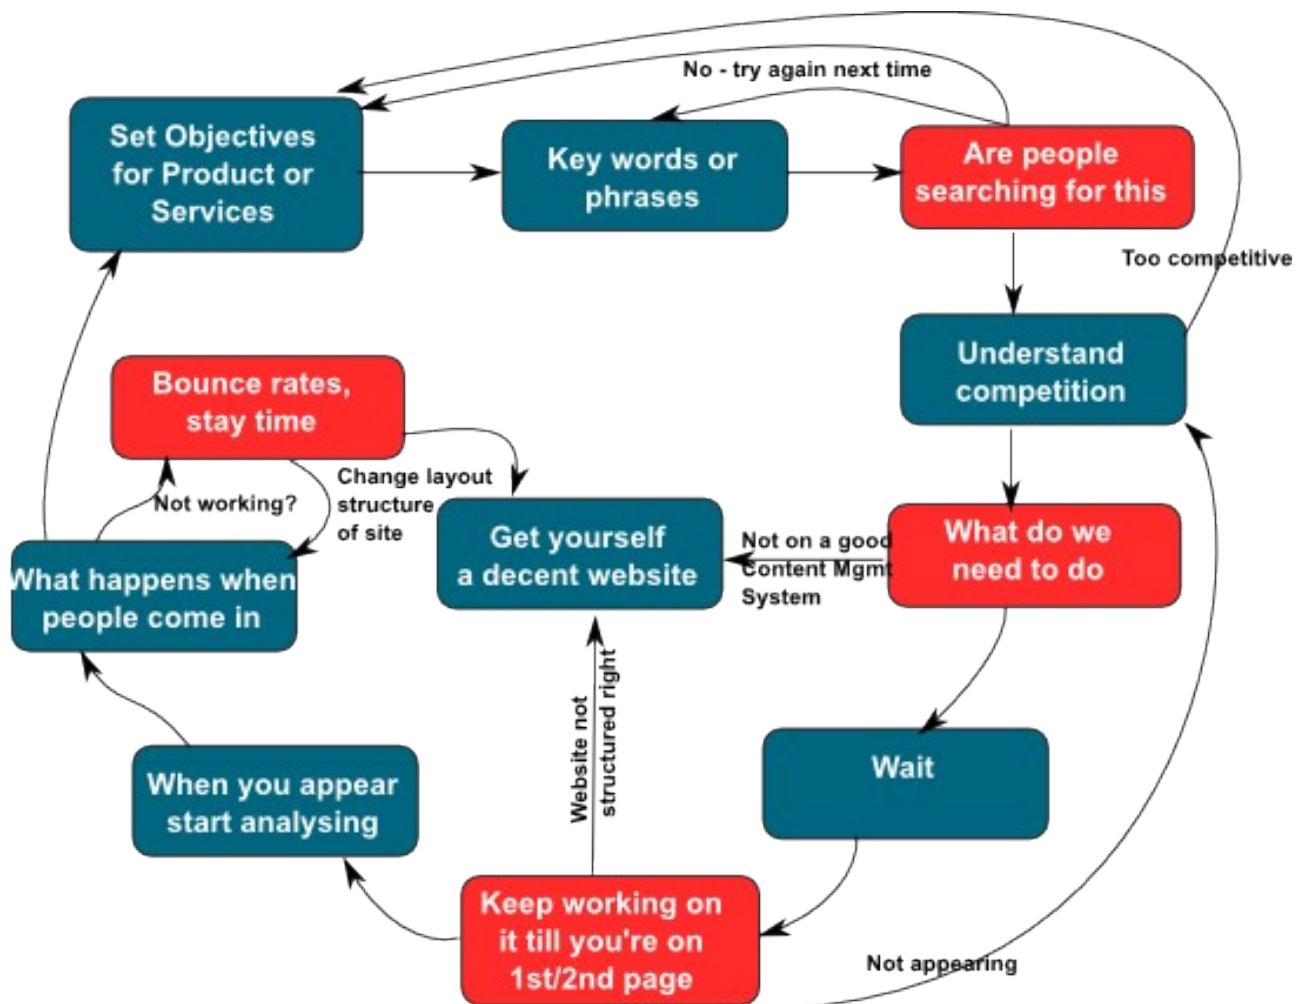 No - try again next time
Set Objectives
for Product or
Services
Key words or
phrases
Are people
searching for this
Too competitive
Understand
competition
Bounce rates,
stay time
Not working?
Change layout
structure
of site
Get yourself
a decent website
Not on a good
Content Mgmt
System
What do we
need to do
What happens when
people come in
Website not
structured right
Wait
When you appear
start analysing
Keep working on
it till you're on
1st/2nd page
Not appearing